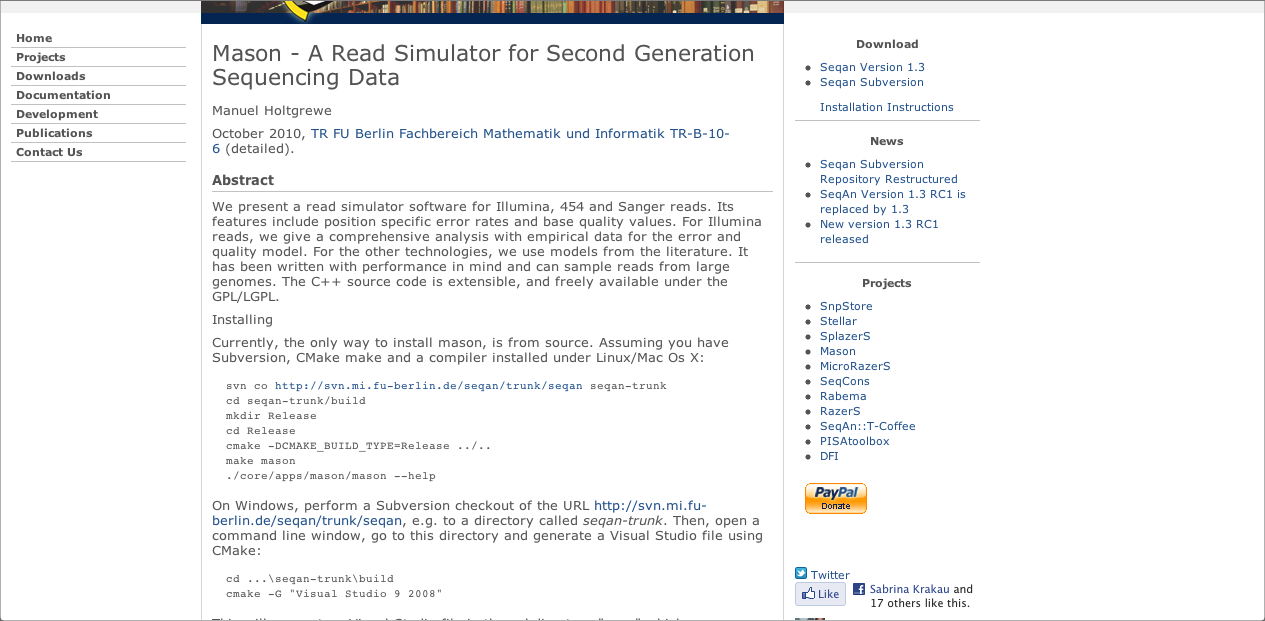 Home
Projects
Downloads
Documentation
Development
Publications
Contact Us
Mason - A Read Simulator for Second Generation
Sequencing Data
Manuel Holtgrewe
October 2010, TR FU Berlin Fachbereich Mathematik und Informatik TR-B-10-
6 (detailed).
Abstract
We present a read simulator software for Illumina, 454 and Sanger reads. Its
features include position specific error rates and base quality values. For Illumina
reads, we give a comprehensive analysis with empirical data for the error and
quality model. For the other technologies, we use models from the literature. It
has been written with performance in mind and can sample reads from large
genomes. The C++ source code is extensible, and freely available under the
GPL/LGPL.
Installing
Currently, the only way to install mason, is from source. Assuming you have
Subversion, CMake make and a compiler installed under Linux/Mac Os X:
svn co http://svn.mi.fu-berlin.de/seqan/trunk/seqan seqan-trunk
cd seqan-trunk/build
mkdir Release
cd Release
cmake -DCMAKE_BUILD_TYPE=Release ../..
make mason
./core/apps/mason/mason --help
On Windows, perform a Subversion checkout of the URL http://svn.mi.fu-
berlin.de/seqan/trunk/seqan, e.g. to a directory called seqan-trunk. Then, open a
command line window, go to this directory and generate a Visual Studio file using
CMake:
cd ...\seqan-trunk\build
cmake -G "Visual Studio 9 2008"
Download
Seqan Version 1.3
Seqan Subversion
Installation Instructions
News
Seqan Subversion
Repository Restructured
SeqAn Version 1.3 RC1 is
replaced by 1.3
New version 1.3 RC1
released
Projects
SnpStore
Stellar
SplazerS
Mason
MicroRazerS
SeqCons
Rabema
RazerS
SeqAn::T-Coffee
PISAtoolbox
DFI
PayPal
Donate
Twitter
Like
Sabrina Krakau and
17 others like this.